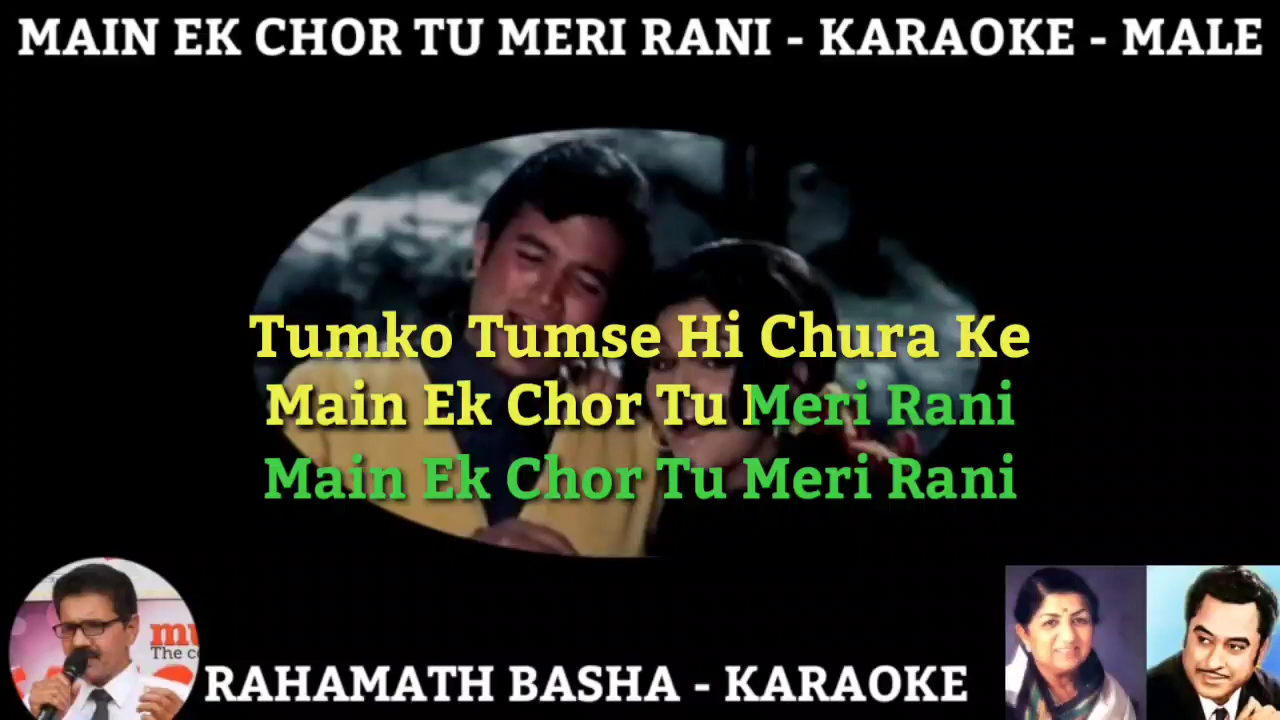 MAIN EK CHOR TU MERI RANI - KARAOKE - MALE
Tumko Tumse Hi Chura Ke
Main Ek Chor Tu Meri Rani
Main Ek Chor Tu Meri Rani
The
RAHAMATH BASHA - KARAOKE